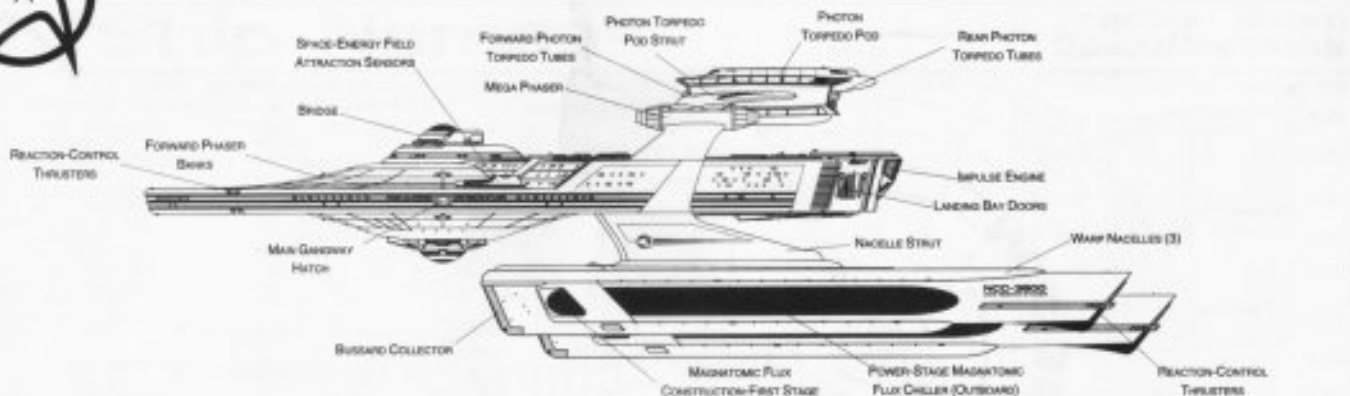 PHOTON TORPEDO
POD STRUT
PHOTON
TORPEDO POD
SPACE-ENERGY FIELD
ATTRACTION SENSORS
FORWARD PHOTON
TORPEDO TUBES
REAR PHOTON
TORPEDO TUBES
MEGA PHASER
BRIDGE
REACTION-CONTROL
THRUSTERS
FORWARD PHASER
BANKS
IMPULSE ENGINE
LANDING BAY DOORS
MAIN GANGWAY
HATCH
NACELLE STRUT
WARP NACELLES (3)
NCC-3800
BUSSARD COLLECTOR
MAGNATOMIC FLUX
CONSTRUCTION-FIRST STAGE
POWER-STAGE MAGNATOMIC
FLUX CHILLER (OUTBOARD)
REACTION-CONTROL
THRUSTERS